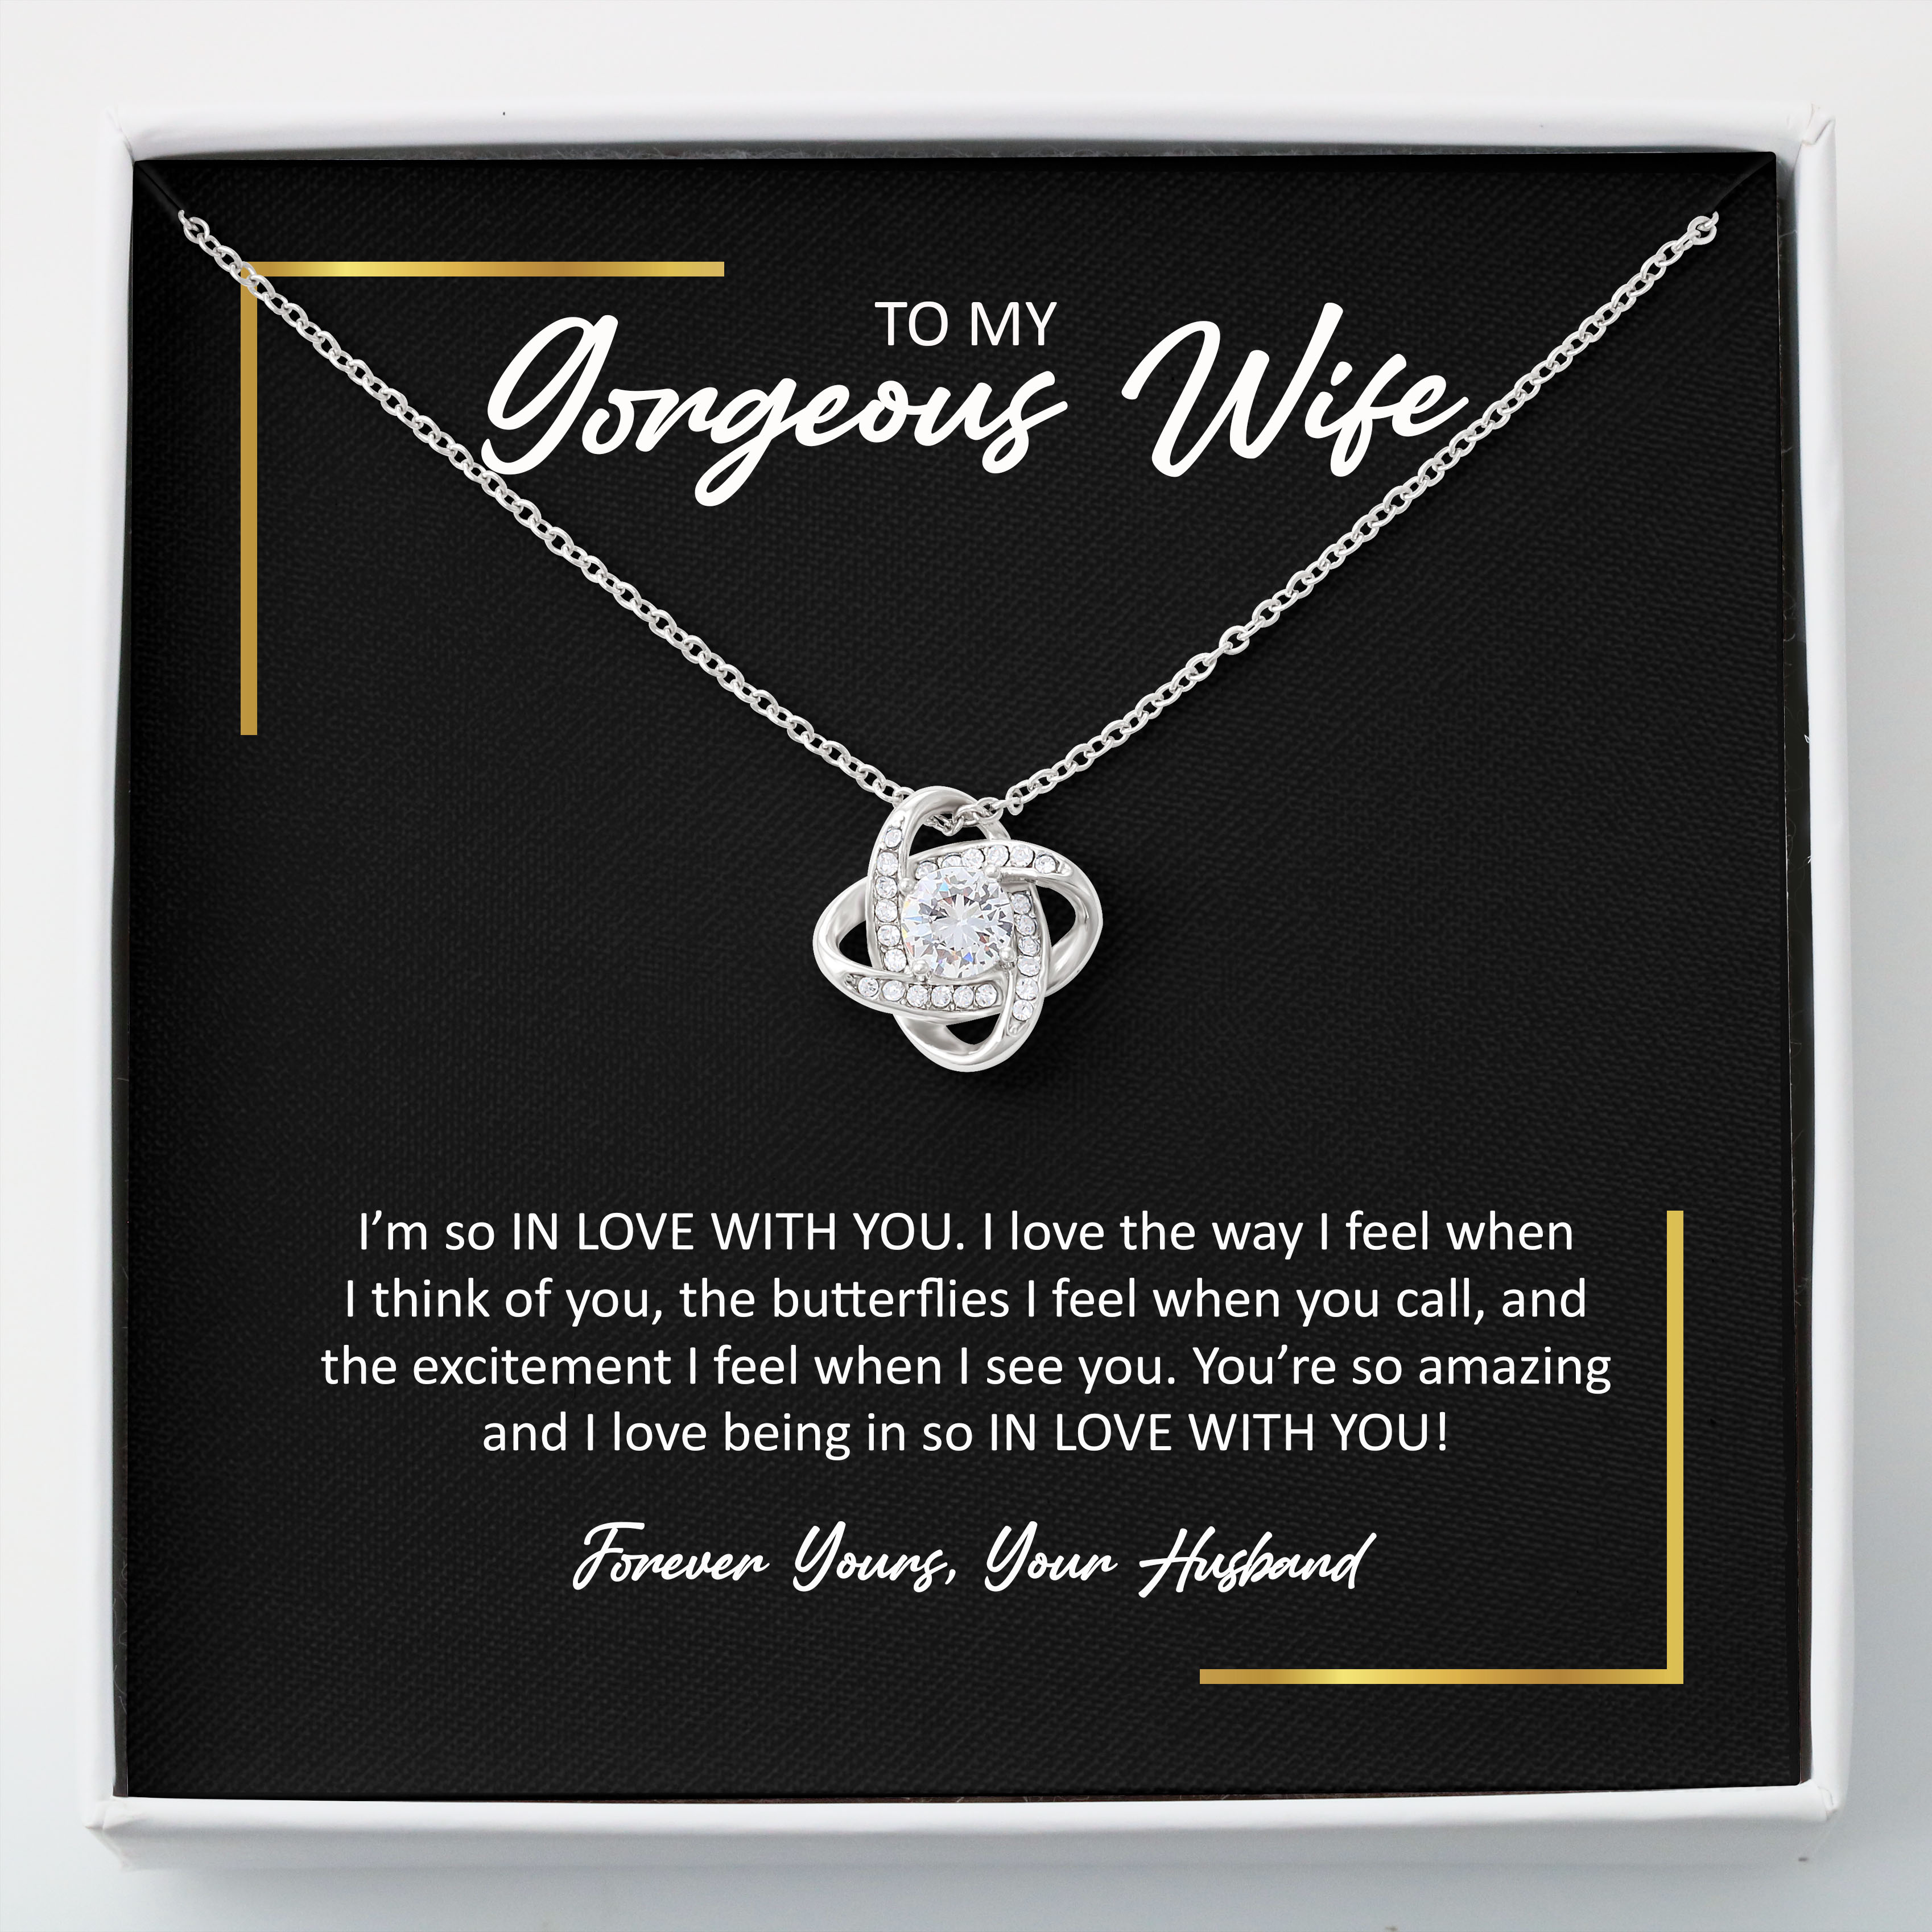 TO MY
Gorgeous Wife
I’m so IN LOVE WITH YOU. I love the way I feel when
I think of you, the butterflies I feel when you call, and
the excitement I feel when I see you. You’re so amazing
and I love being in so IN LOVE WITH YOU!
Forever Yours, Your Husband